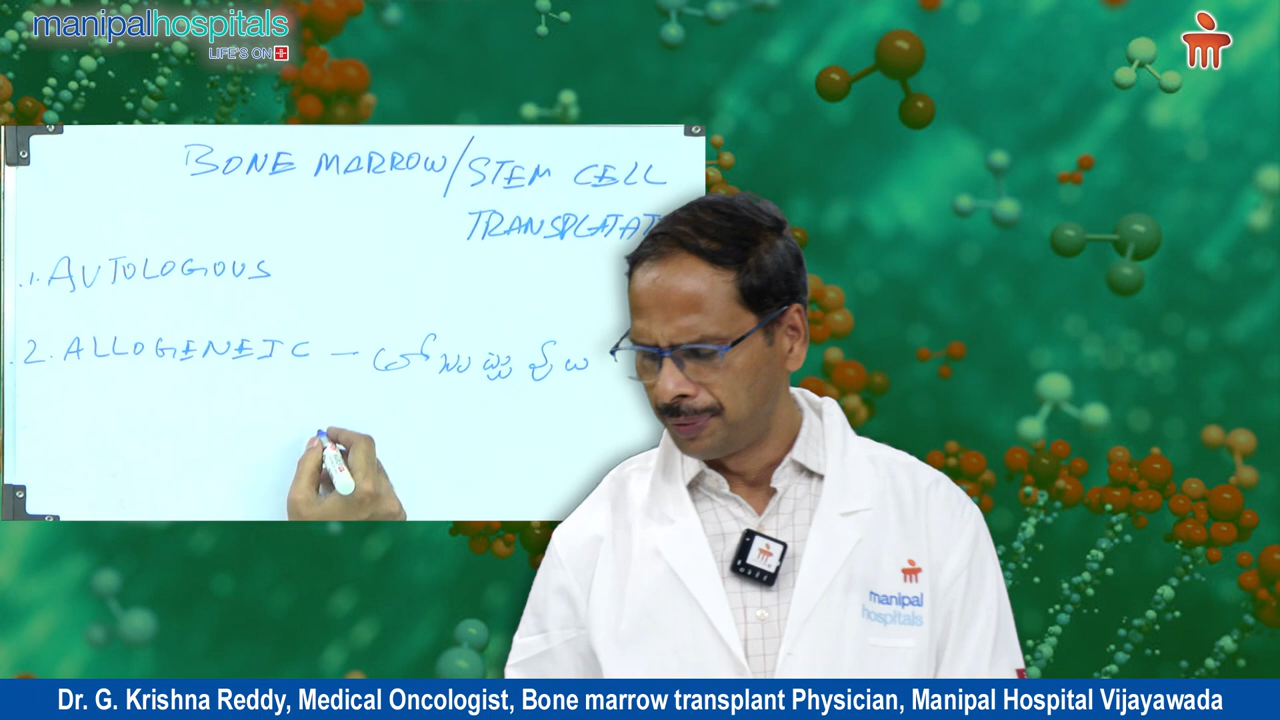 manipalhospitals
LIFE'S ON
BONE MARROW/STEM CELL
TRANSPLATAT
1. AUTOLOGIOUS
2. ALLOGENEIC – తోబుట్టువుల
manipal
hospitals
Dr. G. Krishna Reddy, Medical Oncologist, Bone marrow transplant Physician, Manipal Hospital Vijayawada